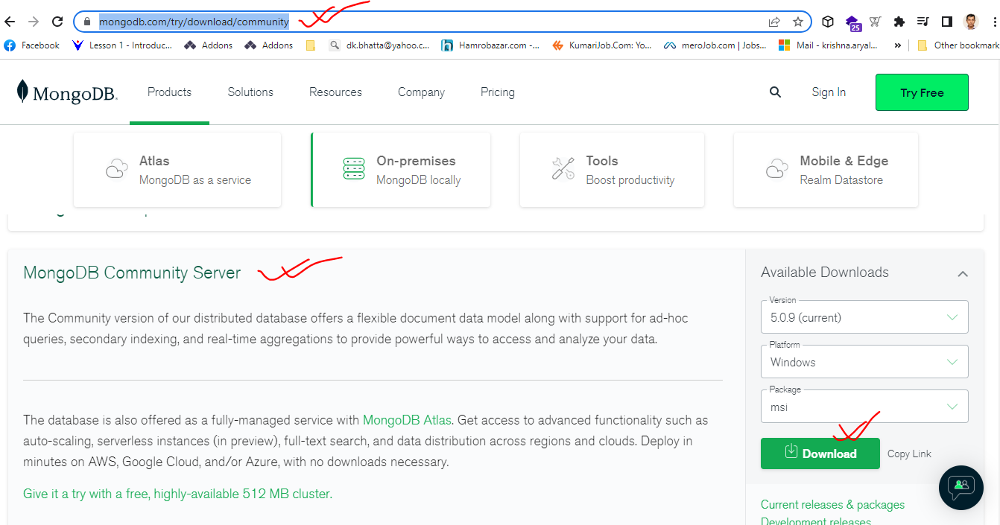 mongodb.com/try/download/community
25
Facebook
Lesson 1 - Introduc...
Addons
Addons
dk.bhatta@yahoo.c...
Hamrobazar.com -...
KumariJob.Com: Yo...
meroJob.com | Jobs...
Mail - krishna.aryal...
»
Other bookmark
MongoDB.
Products
Solutions
Resources
Company
Pricing
Sign In
Try Free
Atlas
MongoDB as a service
On-premises
MongoDB locally
Tools
Boost productivity
Mobile & Edge
Realm Datastore
MongoDB Community Server
The Community version of our distributed database offers a flexible document data model along with support for ad-hoc
queries, secondary indexing, and real-time aggregations to provide powerful ways to access and analyze your data.
The database is also offered as a fully-managed service with MongoDB Atlas. Get access to advanced functionality such as
auto-scaling, serverless instances (in preview), full-text search, and data distribution across regions and clouds. Deploy in
minutes on AWS, Google Cloud, and/or Azure, with no downloads necessary.
Give it a try with a free, highly-available 512 MB cluster.
Available Downloads
Version
5.0.9 (current)
Platform
Windows
Package
msi
Download
Copy Link
Current releases & packages
Development releases